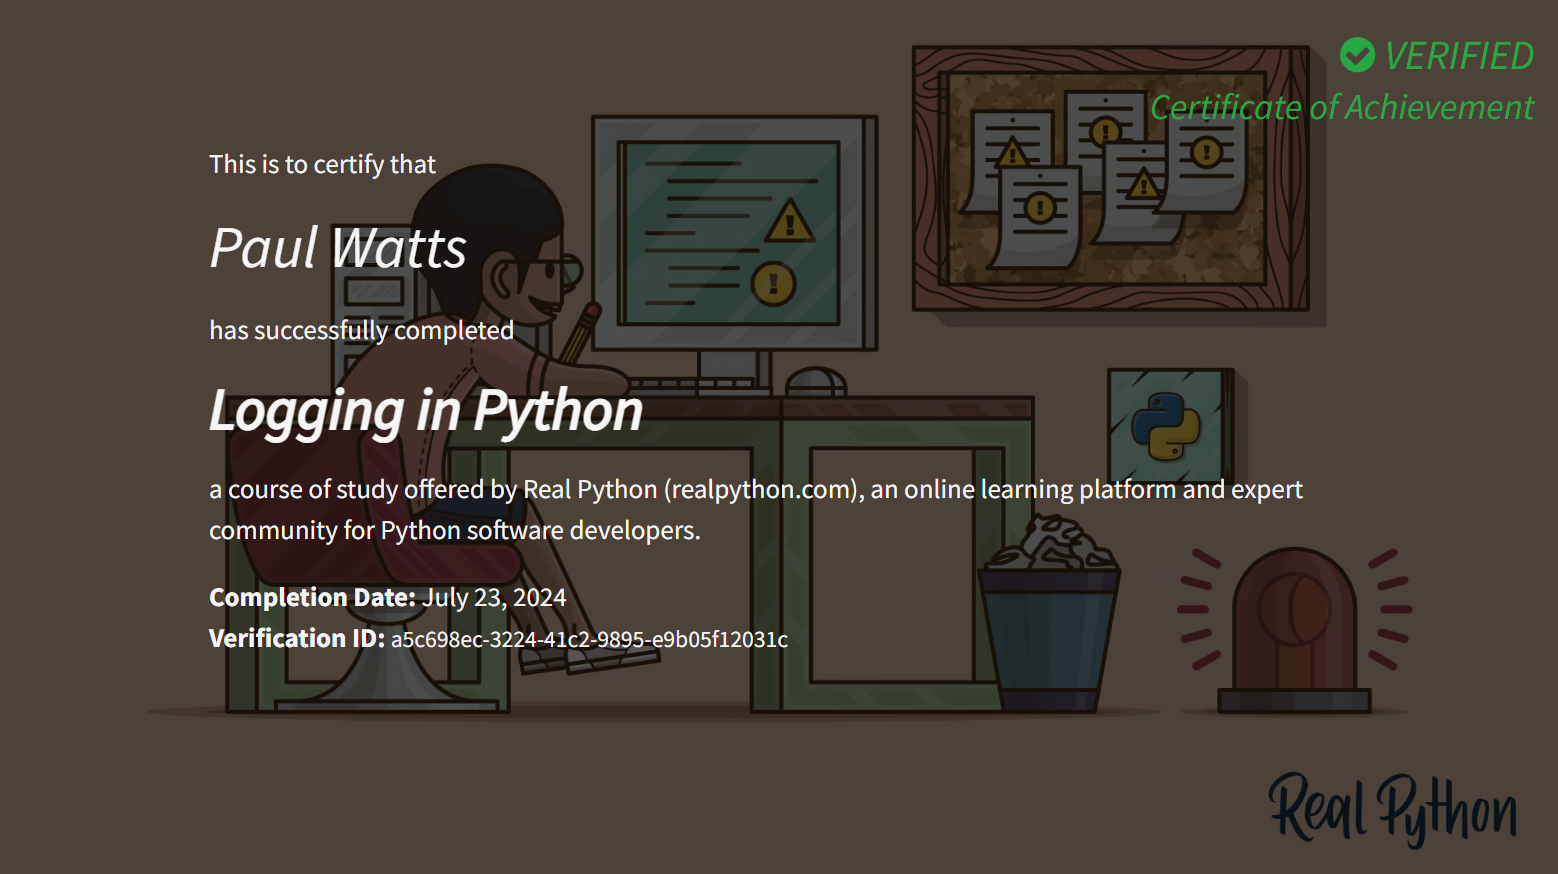 VERIFIED
Certificate of Achievement
This is to certify that
Paul Watts
has successfully completed
Logging in Python
a course of study offered by Real Python (realpython.com), an online learning platform and expert
community for Python software developers.
Completion Date: July 23, 2024
Verification ID: a5c698ec-3224-41c2-9895-e9b05f12031c
Real Python